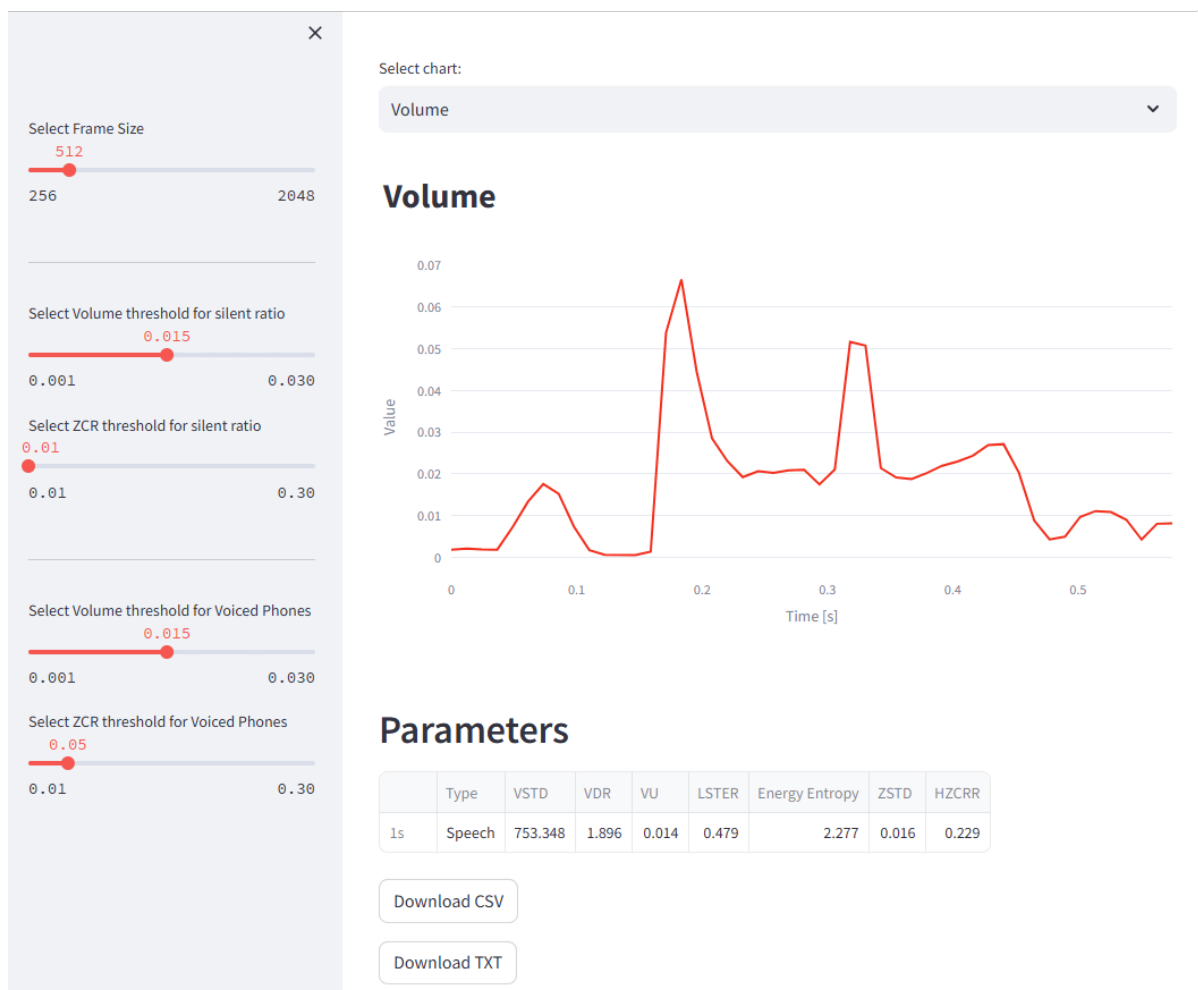 Select Frame Size
512
256 2048
Select Volume threshold for silent ratio
0.015
0.001 0.030
Select ZCR threshold for silent ratio
0.01
0.01 0.30
Select Volume threshold for Voiced Phones
0.015
0.001 0.030
Select ZCR threshold for Voiced Phones
0.05
0.01 0.30
Select chart:
Volume
Volume
0.07
0.06
0.05
0.04
0.03
0.02
0.01
0
Value
0 0.1 0.2 0.3 0.4 0.5
Time [s]
Parameters
Type VSTD VDR VU LSTER Energy Entropy ZSTD HZCRR
1s Speech 753.348 1.896 0.014 0.479 2.277 0.016 0.229
Download CSV
Download TXT